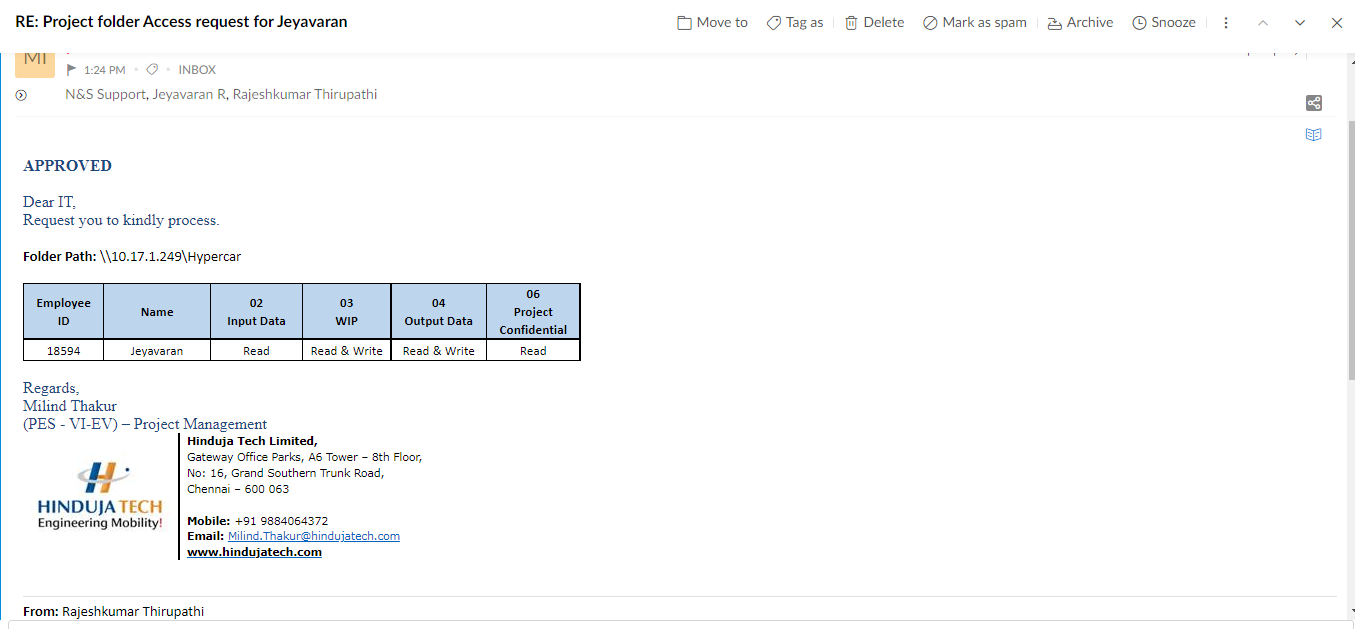 RE: Project folder Access request for Jeyavaran
Move to Tag as Delete Mark as spam Archive Snooze
MI
1:24 PM INBOX
N&S Support, Jeyavaran R, Rajeshkumar Thirupathi
APPROVED
Dear IT,
Request you to kindly process.
Folder Path: \\10.17.1.249\Hypercar
Employee ID Name 02 Input Data 03 WIP 04 Output Data 06 Project Confidential
18594 Jeyavaran Read Read & Write Read & Write Read
Regards,
Milind Thakur
(PES - VI-EV) – Project Management
Hinduja Tech Limited,
Gateway Office Parks, A6 Tower – 8th Floor,
No: 16, Grand Southern Trunk Road,
Chennai – 600 063
HINDUJA TECH
Engineering Mobility!
Mobile: +91 9884064372
Email: Milind.Thakur@hindujatech.com
www.hindujatech.com
From: Rajeshkumar Thirupathi